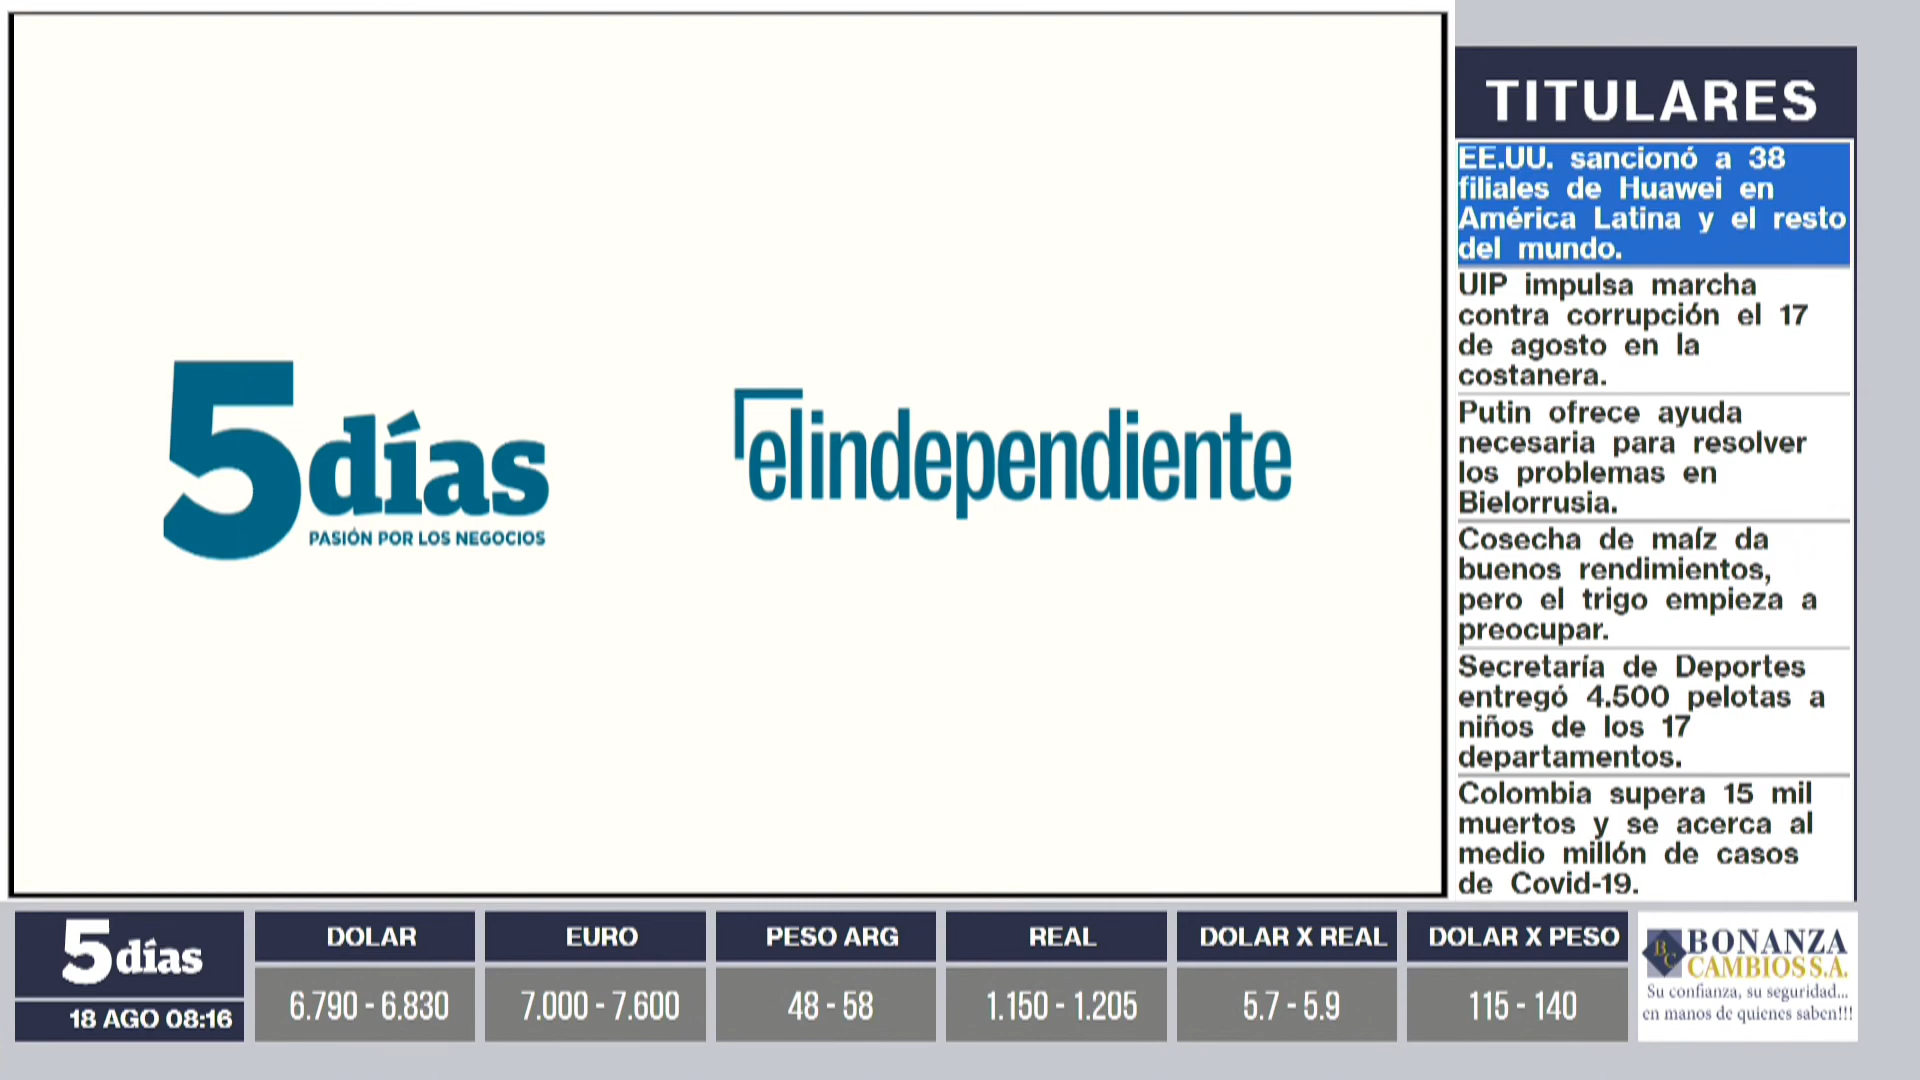 5días
PASIÓN POR LOS NEGOCIOS
elindependiente
TITULARES
EE.UU. sancionó a 38
filiales de Huawei en
América Latina y el resto
del mundo.
UIP impulsa marcha
contra corrupción el 17
de agosto en la
costanera.
Putin ofrece ayuda
necesaria para resolver
los problemas en
Bielorrusia.
Cosecha de maíz da
buenos rendimientos,
pero el trigo empieza a
preocupar.
Secretaría de Deportes
entregó 4.500 pelotas a
niños de los 17
departamentos.
Colombia supera 15 mil
muertos y se acerca al
medio millón de casos
de Covid-19.
5días
18 AGO 08:16
DOLAR
6.790 - 6.830
EURO
7.000 - 7.600
PESO ARG
48 - 58
REAL
1.150 - 1.205
DOLAR X REAL
5.7 - 5.9
DOLAR X PESO
115 - 140
BC
BONANZA
CAMBIOS S.A.
Su confianza, su seguridad...
en manos de quienes saben!!!